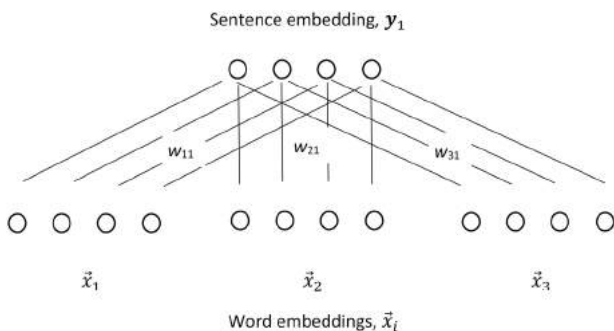 Sentence embedding, 𝒚₁
w₁₁ w₂₁ w₃₁
x⃗₁ x⃗₂ x⃗₃
Word embeddings, x⃗ᵢ